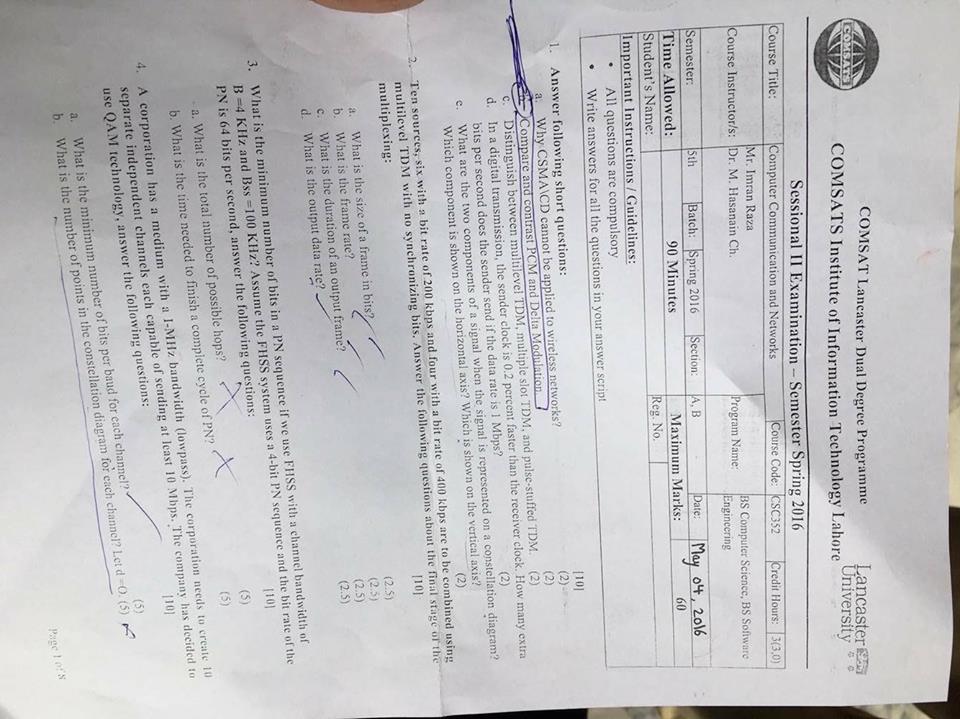 COMSATS
COMSAT Lancaster Dual Degree Programme
COMSATS Institute of Information Technology Lahore
Lancaster
University
Sessional II Examination – Semester Spring 2016
Course Title: Computer Communication and Networks Course Code: CSC352 Credit Hours: 3(3,0)
Course Instructor/s: Mr. Imran Raza
Dr. M. Hasanain Ch.
Program Name: BS Computer Science, BS Software
Engineering
Semester: 5th Batch: Spring 2016 Section: A, B Date: May 04, 2016
Time Allowed: 90 Minutes Maximum Marks: 60
Student's Name: Reg. No.
Important Instructions / Guidelines:
• All questions are compulsory
• Write answers for all the questions in your answer script
1. Answer following short questions: [10]
a. Why CSMA\CD cannot be applied to wireless networks? (2)
b. Compare and contrast PCM and Delta Modulation. (2)
c. Distinguish between multilevel TDM, multiple slot TDM, and pulse-stuffed TDM. (2)
d. In a digital transmission, the sender clock is 0.2 percent faster than the receiver clock. How many extra
bits per second does the sender send if the data rate is 1 Mbps? (2)
e. What are the two components of a signal when the signal is represented on a constellation diagram?
Which component is shown on the horizontal axis? Which is shown on the vertical axis? (2)
2. Ten sources, six with a bit rate of 200 kbps and four with a bit rate of 400 kbps are to be combined using
multilevel TDM with no synchronizing bits. Answer the following questions about the final stage of the
multiplexing: [10]
a. What is the size of a frame in bits? (2.5)
b. What is the frame rate? (2.5)
c. What is the duration of an output frame? (2.5)
d. What is the output data rate? (2.5)
3. What is the minimum number of bits in a PN sequence if we use FHSS with a channel bandwidth of
B =4 KHz and Bss =100 KHz? Assume the FHSS system uses a 4-bit PN sequence and the bit rate of the
PN is 64 bits per second, answer the following questions: [10]
a. What is the total number of possible hops? (5)
b. What is the time needed to finish a complete cycle of PN? (5)
4. A corporation has a medium with a 1-MHz bandwidth (lowpass). The corporation needs to create 10
separate independent channels each capable of sending at least 10 Mbps. The company has decided to
use QAM technology, answer the following questions: [10]
a. What is the minimum number of bits per baud for each channel? (5)
b. What is the number of points in the constellation diagram for each channel? Let d =O. (5)
Page 1 of 8